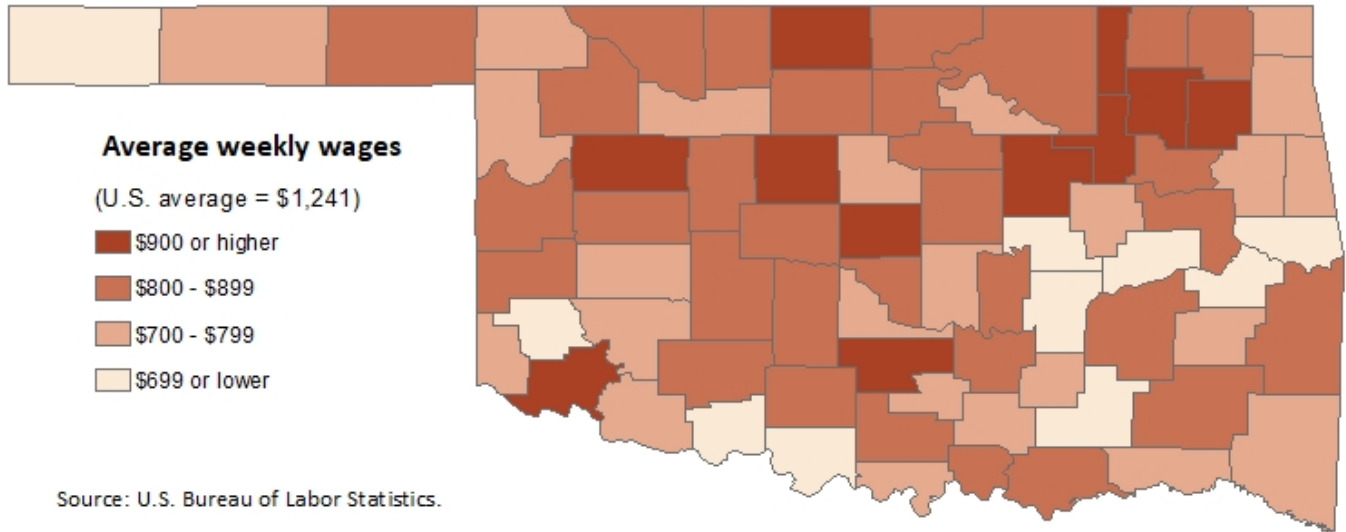 Average weekly wages
(U.S. average = $1,241)
$900 or higher
$800 - $899
$700 - $799
$699 or lower
Source: U.S. Bureau of Labor Statistics.